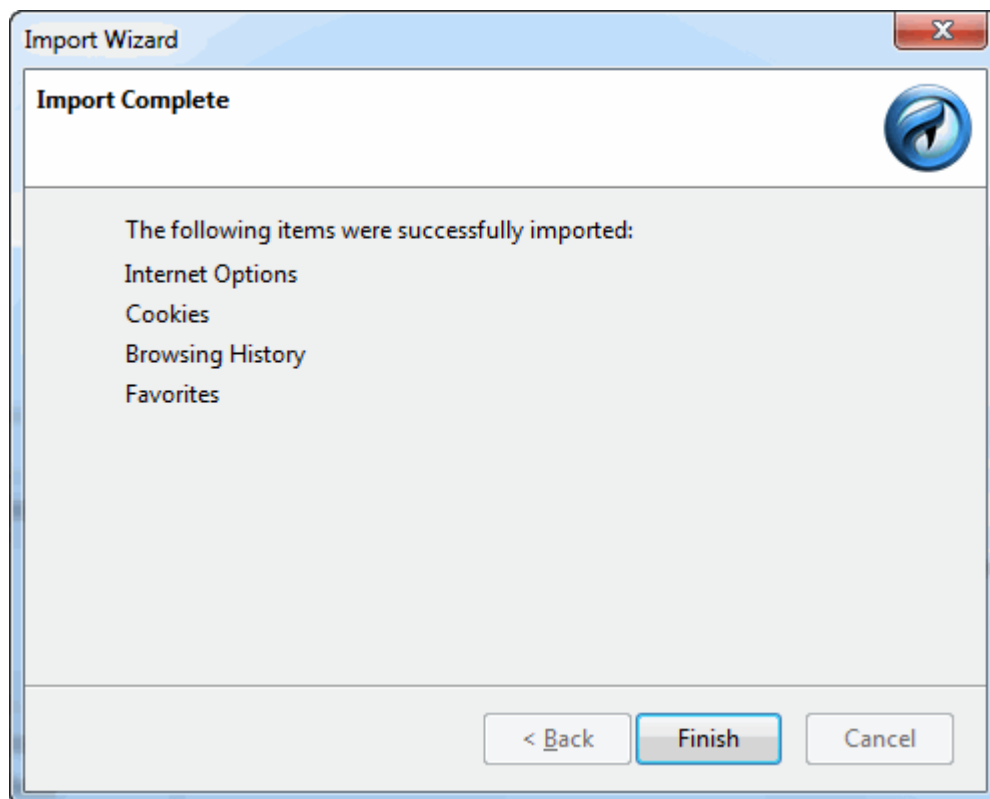 Import Wizard
Import Complete
The following items were successfully imported:
Internet Options
Cookies
Browsing History
Favorites
< Back Finish Cancel